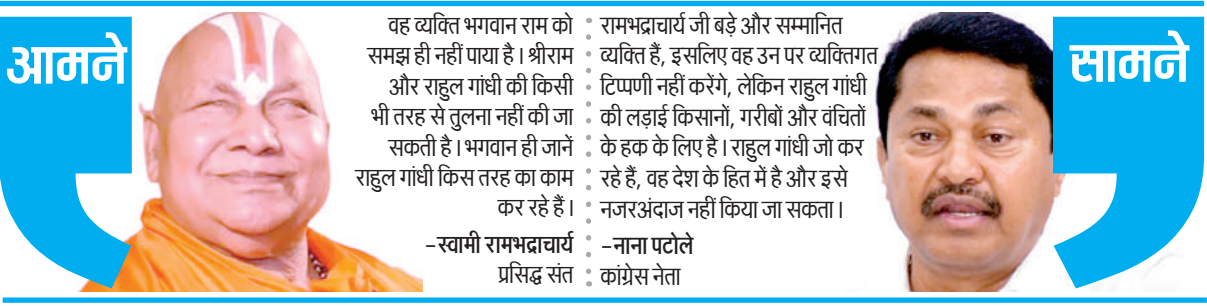 आमने
वह व्यक्ति भगवान राम को
समझ ही नहीं पाया है। श्रीराम
और राहुल गांधी की किसी
भी तरह से तुलना नहीं की जा
सकती है। भगवान ही जानें
राहुल गांधी किस तरह का काम
कर रहे हैं।
–स्वामी रामभद्राचार्य
प्रसिद्ध संत
रामभद्राचार्य जी बड़े और सम्मानित
व्यक्ति हैं, इसलिए वह उन पर व्यक्तिगत
टिप्पणी नहीं करेंगे, लेकिन राहुल गांधी
की लड़ाई किसानों, गरीबों और वंचितों
के हक के लिए है। राहुल गांधी जो कर
रहे हैं, वह देश के हित में है और इसे
नजरअंदाज नहीं किया जा सकता।
–नाना पटोले
कांग्रेस नेता
सामने